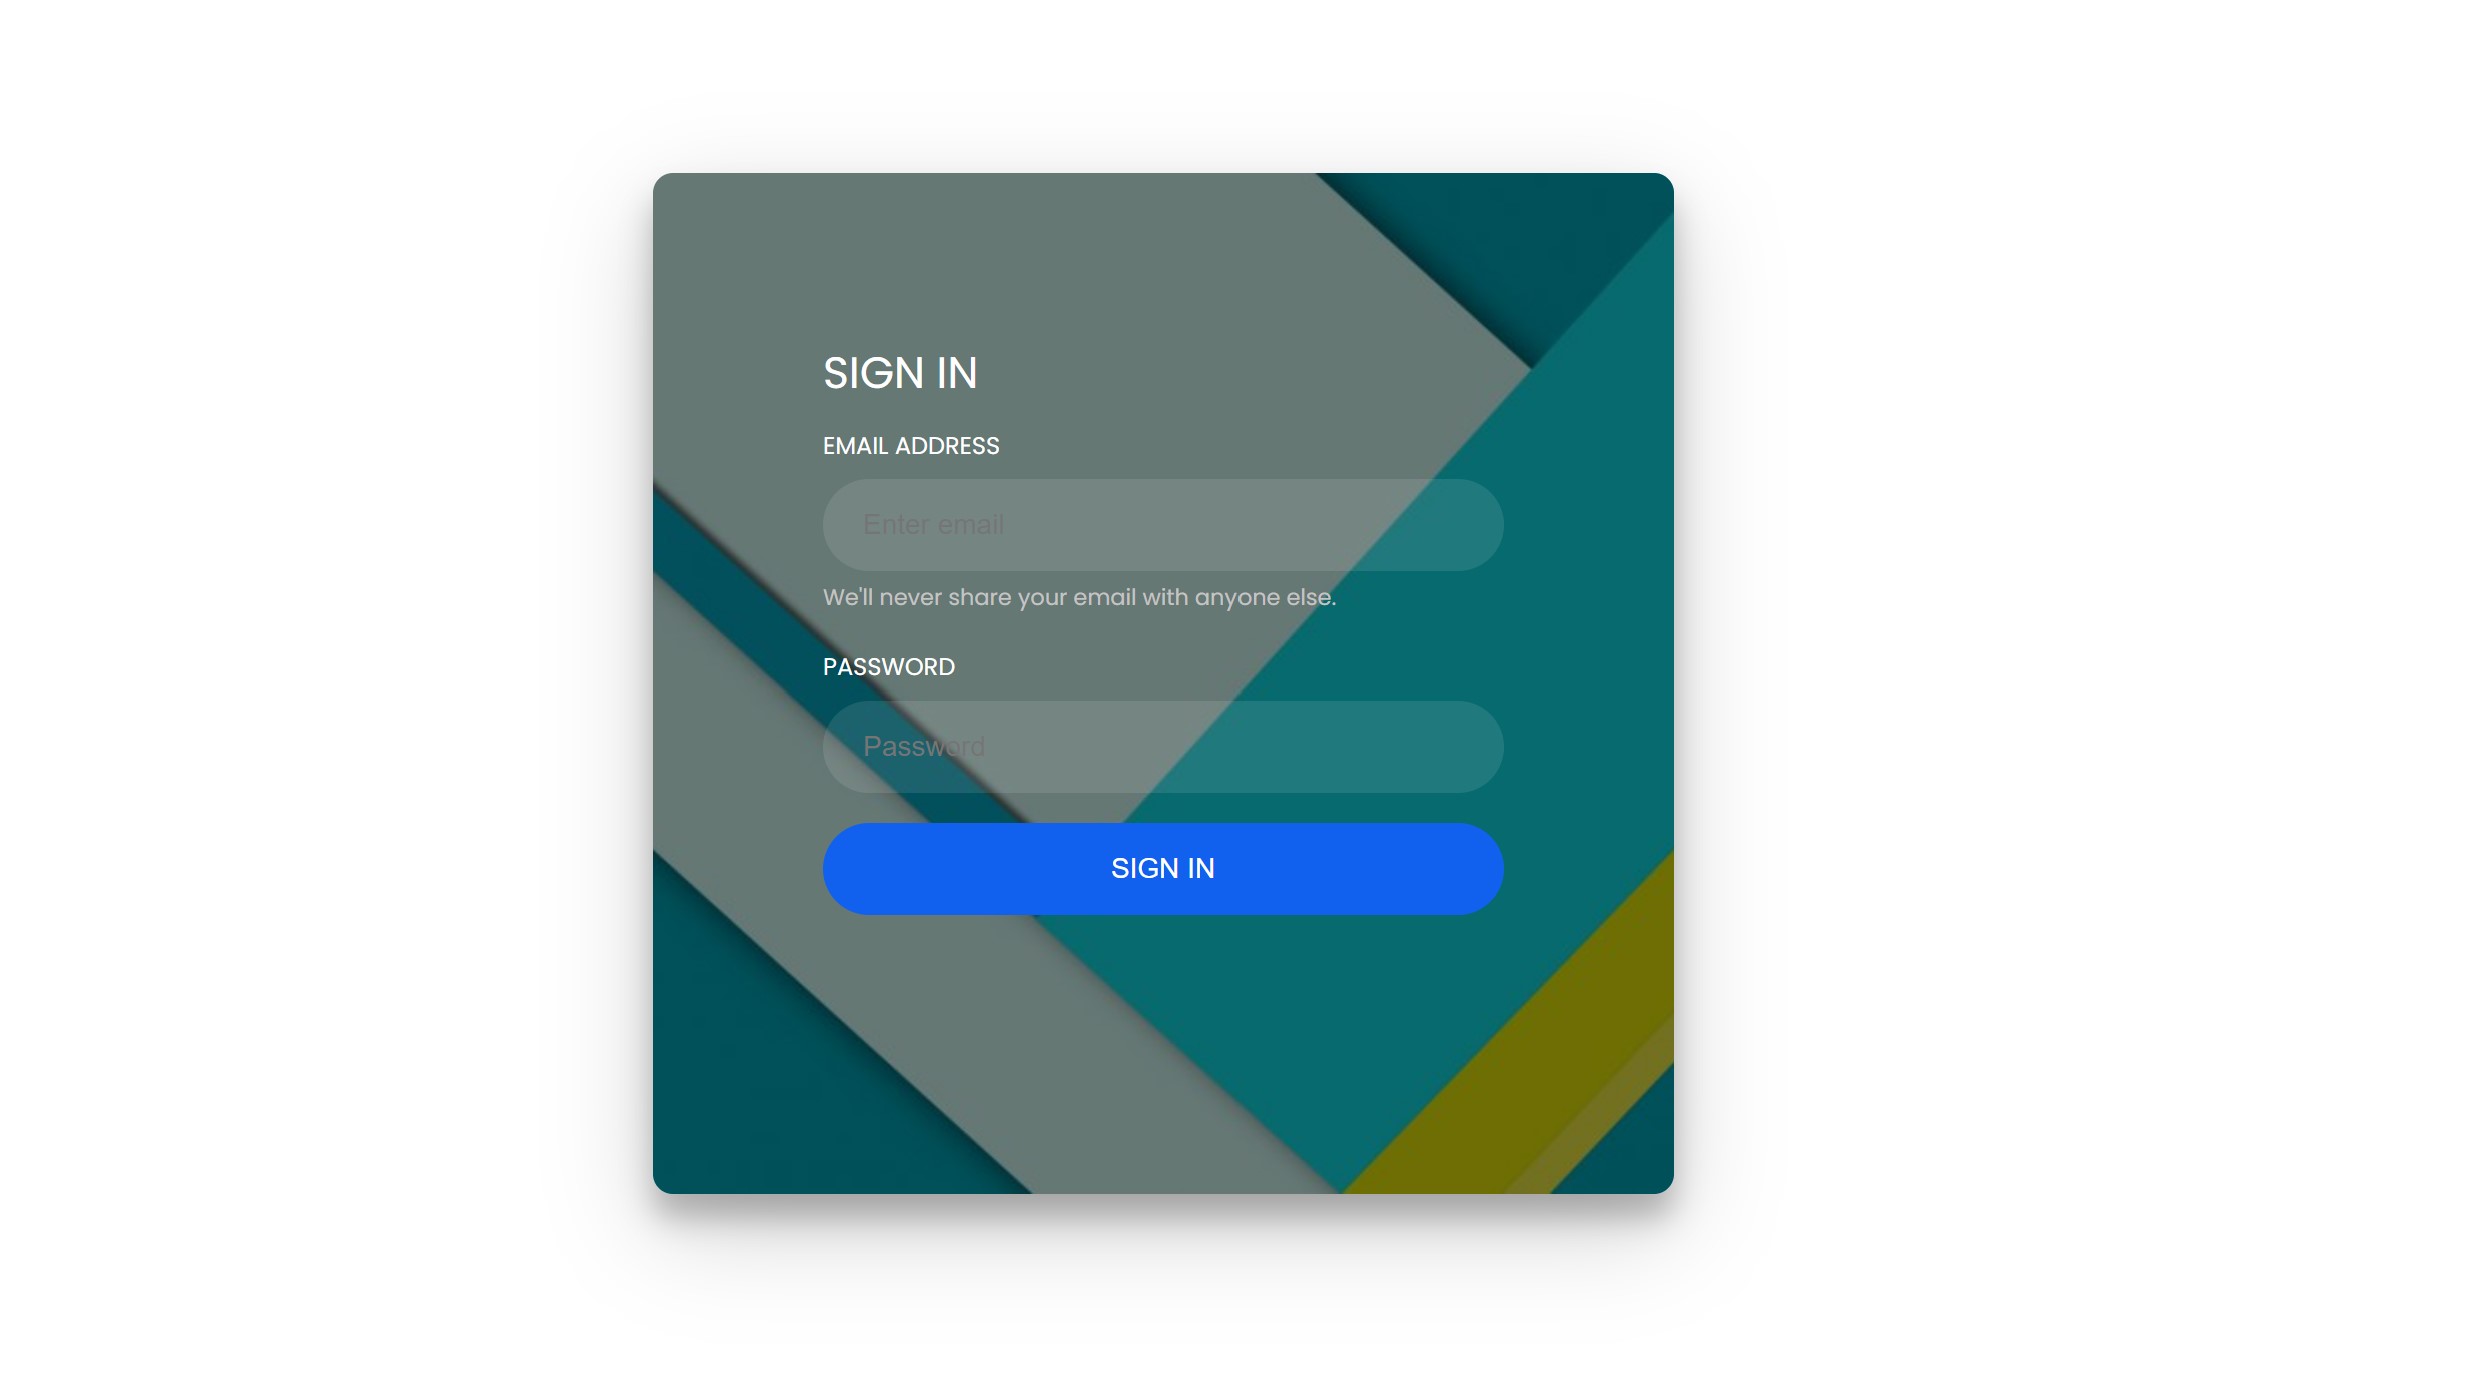 SIGN IN
EMAIL ADDRESS
Enter email
We'll never share your email with anyone else.
PASSWORD
Password
SIGN IN